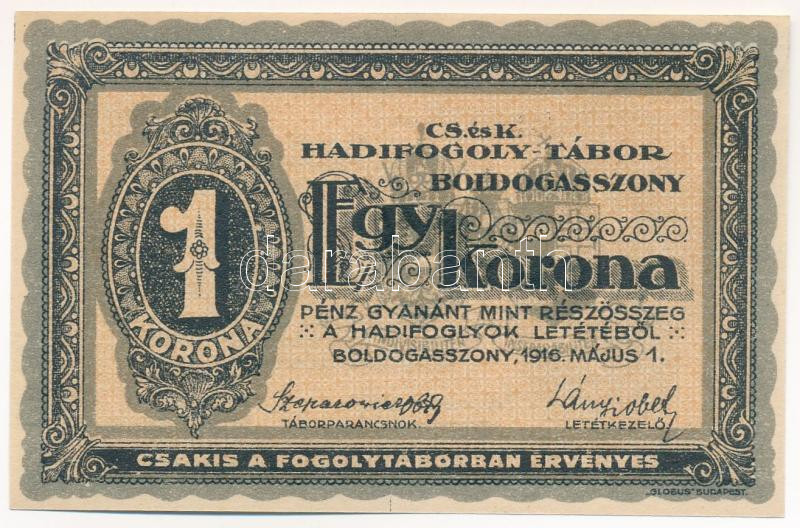 CS. és K.
HADIFOGOLY-TÁBOR
BOLDOGASSZONY
Egy korona
1
KORONA
PÉNZ GYANÁNT MINT RÉSZÖSSZEG
A HADIFOGLYOK LETÉTÉBŐL
BOLDOGASSZONY, 1916. MÁJUS 1.
TÁBORPARANCSNOK.
LETÉTKEZELŐ.
CSAKIS A FOGOLYTÁBORBAN ÉRVÉNYES
„GLOBUS" BUDAPEST.
darabanth